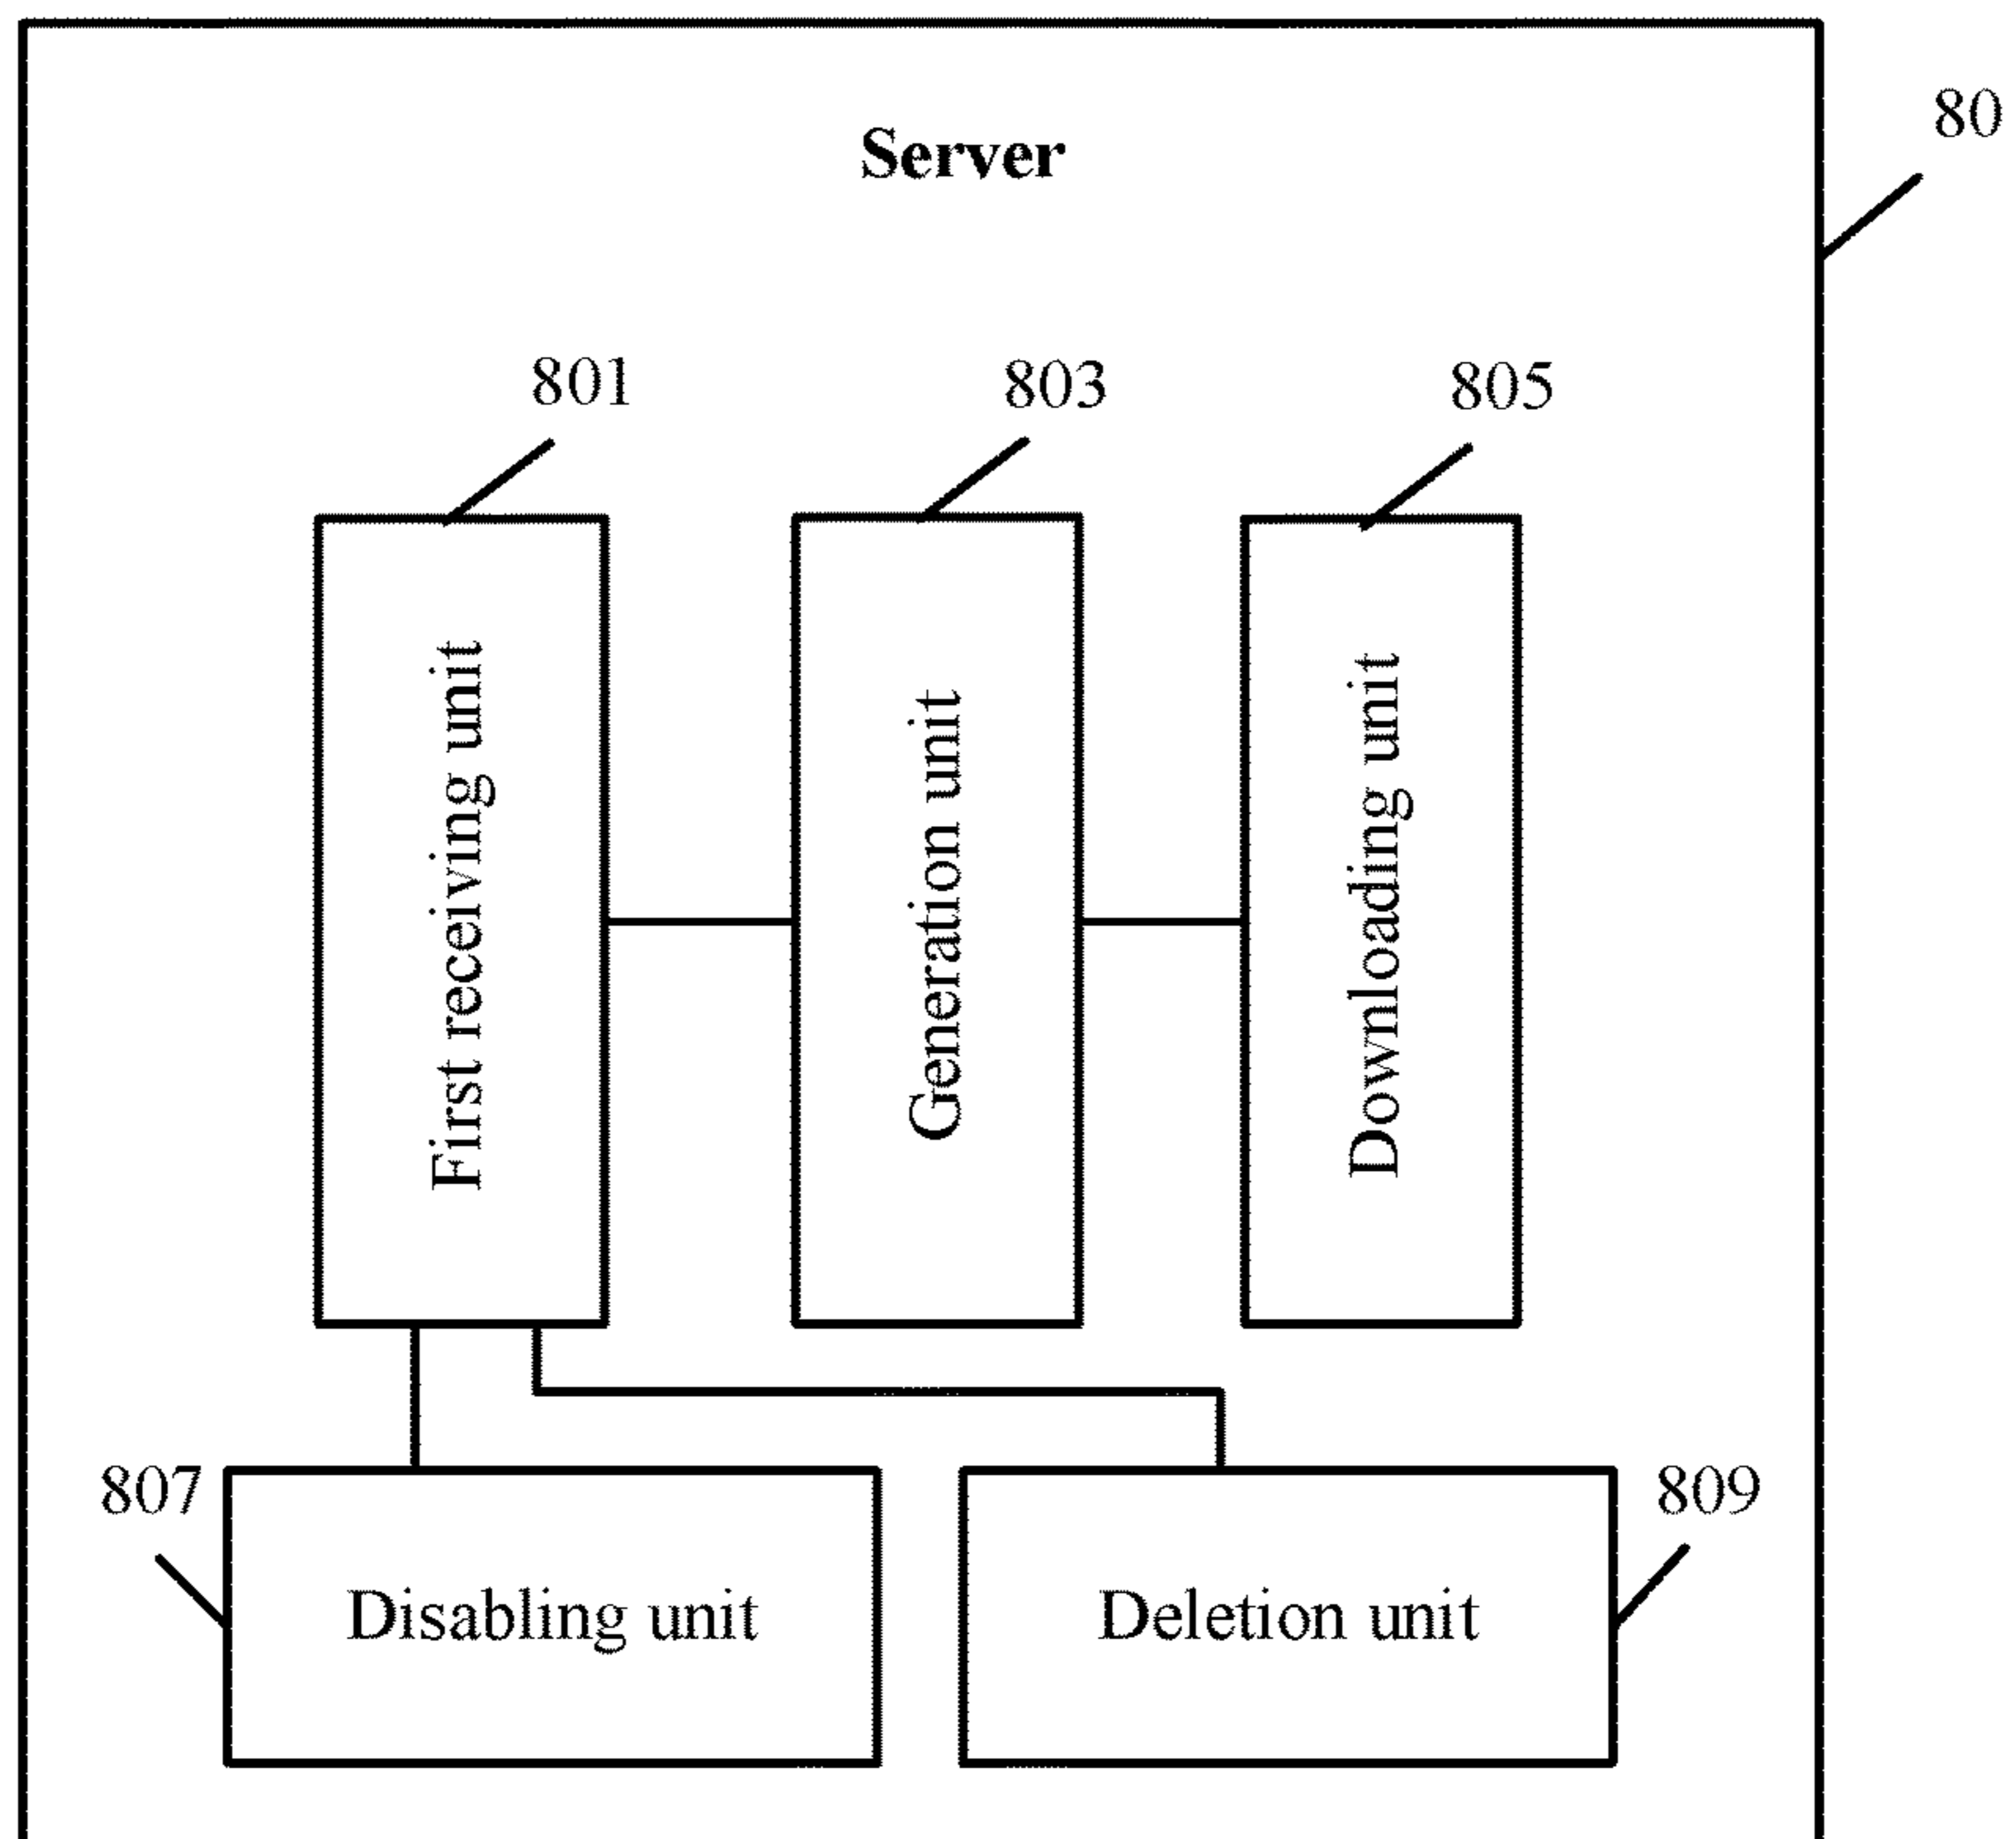 80
Server
801
803
805
First receiving unit
Generation unit
Downloading unit
807
809
Disabling unit
Deletion unit